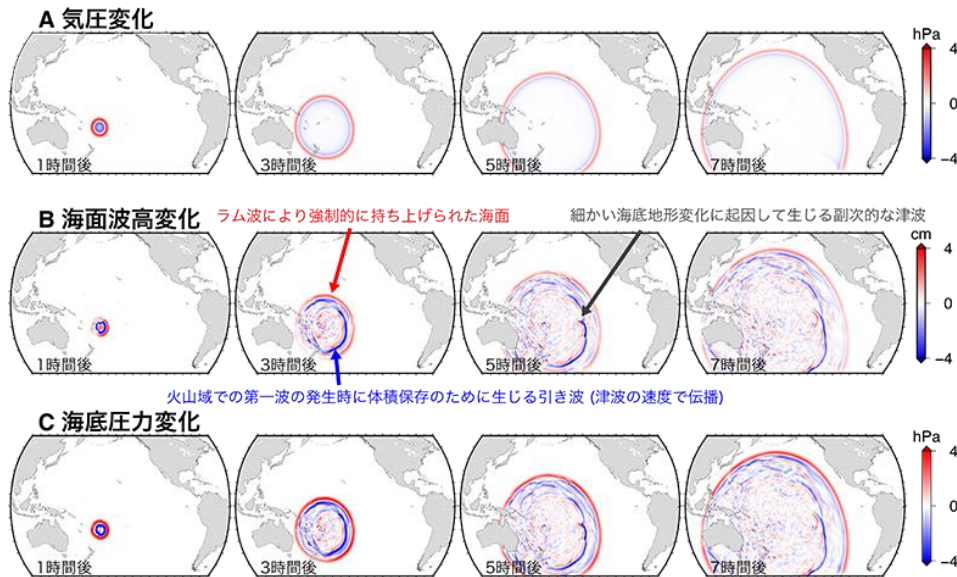 A 気圧変化
hPa
4
0
−4
1時間後
3時間後
5時間後
7時間後
B 海面波高変化
ラム波により強制的に持ち上げられた海面
細かい海底地形変化に起因して生じる副次的な津波
cm
4
0
−4
1時間後
3時間後
5時間後
7時間後
火山域での第一波の発生時に体積保存のために生じる引き波 (津波の速度で伝播)
C 海底圧力変化
hPa
4
0
−4
1時間後
3時間後
5時間後
7時間後